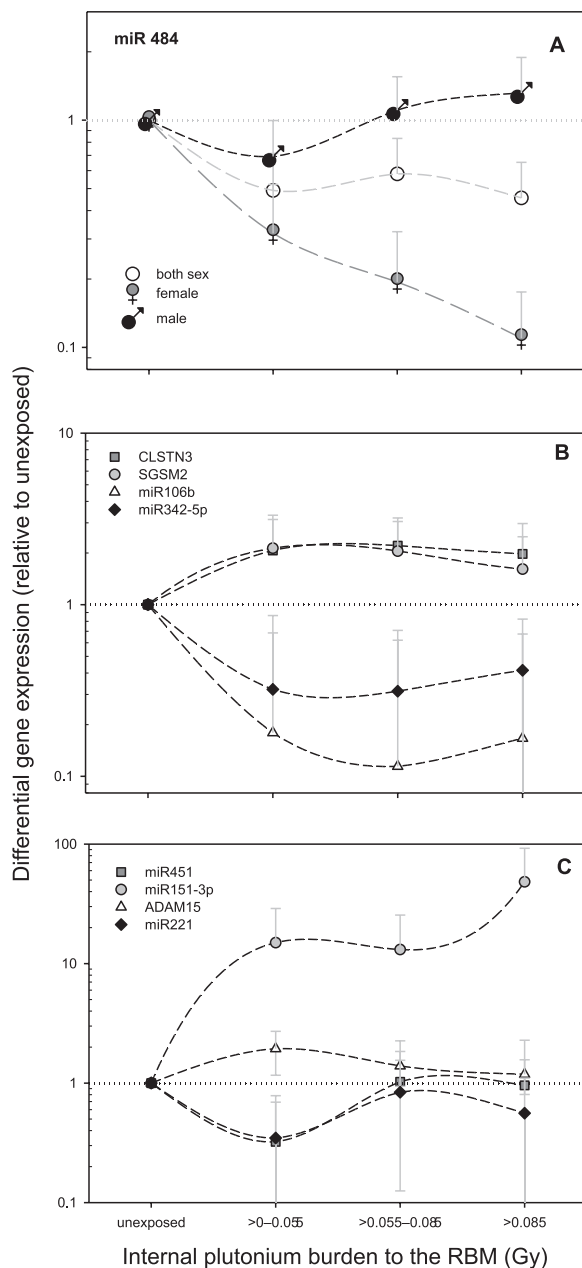 miR 484
A
1
both sex
female
male
0.1
Differential gene expression (relative to unexposed)
10
B
CLSTN3
SGSM2
miR106b
miR342-5p
1
0.1
100
C
miR451
miR151-3p
ADAM15
miR221
10
1
0.1
unexposed >0–0.055 >0.055–0.085 >0.085
Internal plutonium burden to the RBM (Gy)